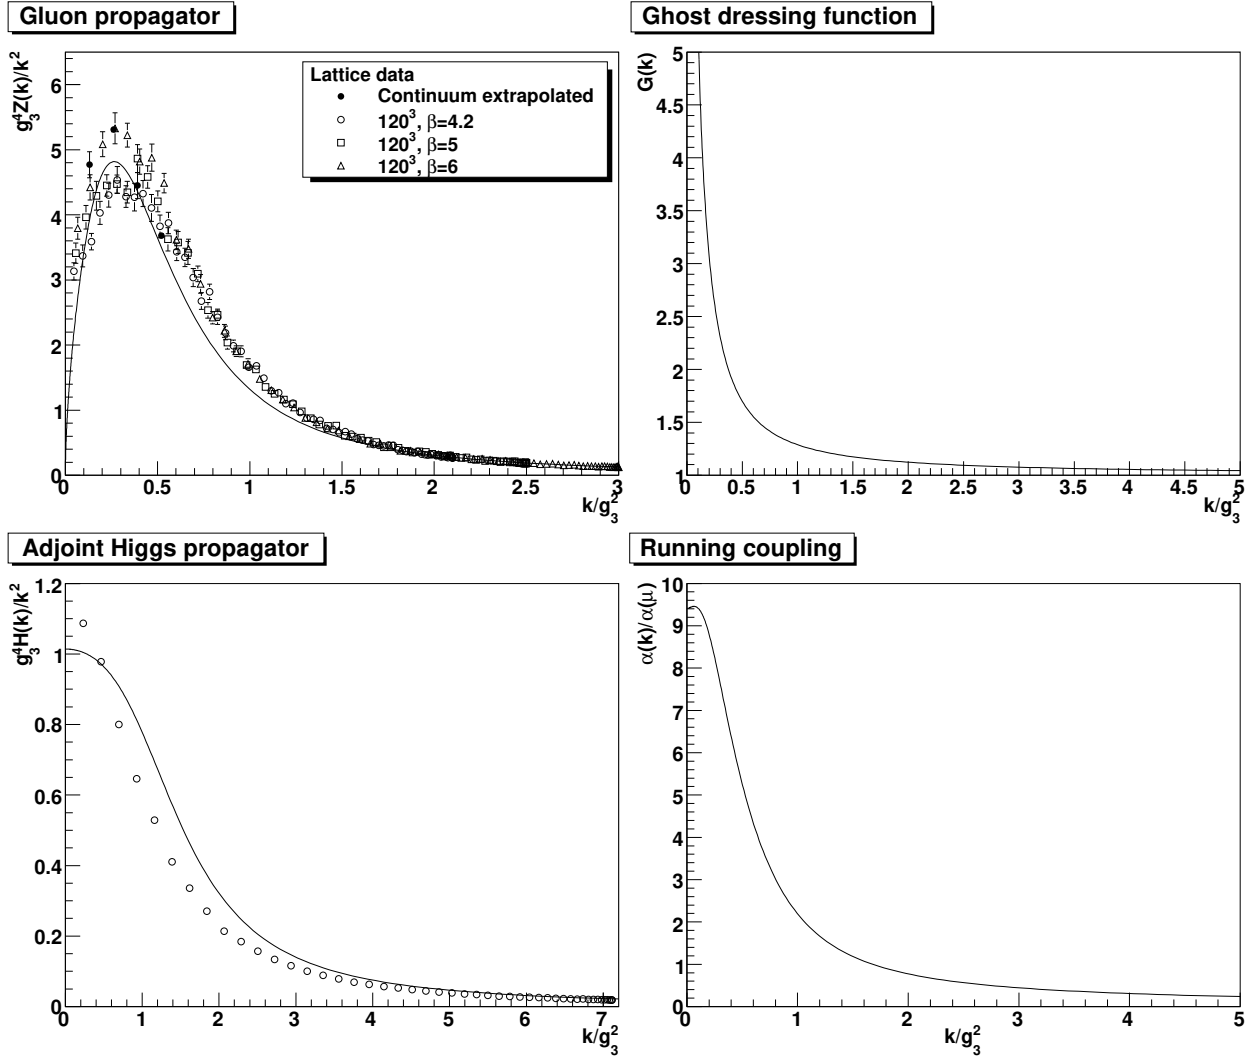 Gluon propagator
g₃⁴Z(k)/k²
6
5
4
3
2
1
0
0 0.5 1 1.5 2 2.5 3
k/g₃²
Lattice data
Continuum extrapolated
120³, β=4.2
120³, β=5
120³, β=6
Ghost dressing function
G(k)
5
4.5
4
3.5
3
2.5
2
1.5
1
0 0.5 1 1.5 2 2.5 3 3.5 4 4.5 5
k/g₃²
Adjoint Higgs propagator
g₃⁴H(k)/k²
1.2
1
0.8
0.6
0.4
0.2
0
0 1 2 3 4 5 6 7
k/g₃²
Running coupling
α(k)/α(μ)
10
9
8
7
6
5
4
3
2
1
0
0 1 2 3 4 5
k/g₃²